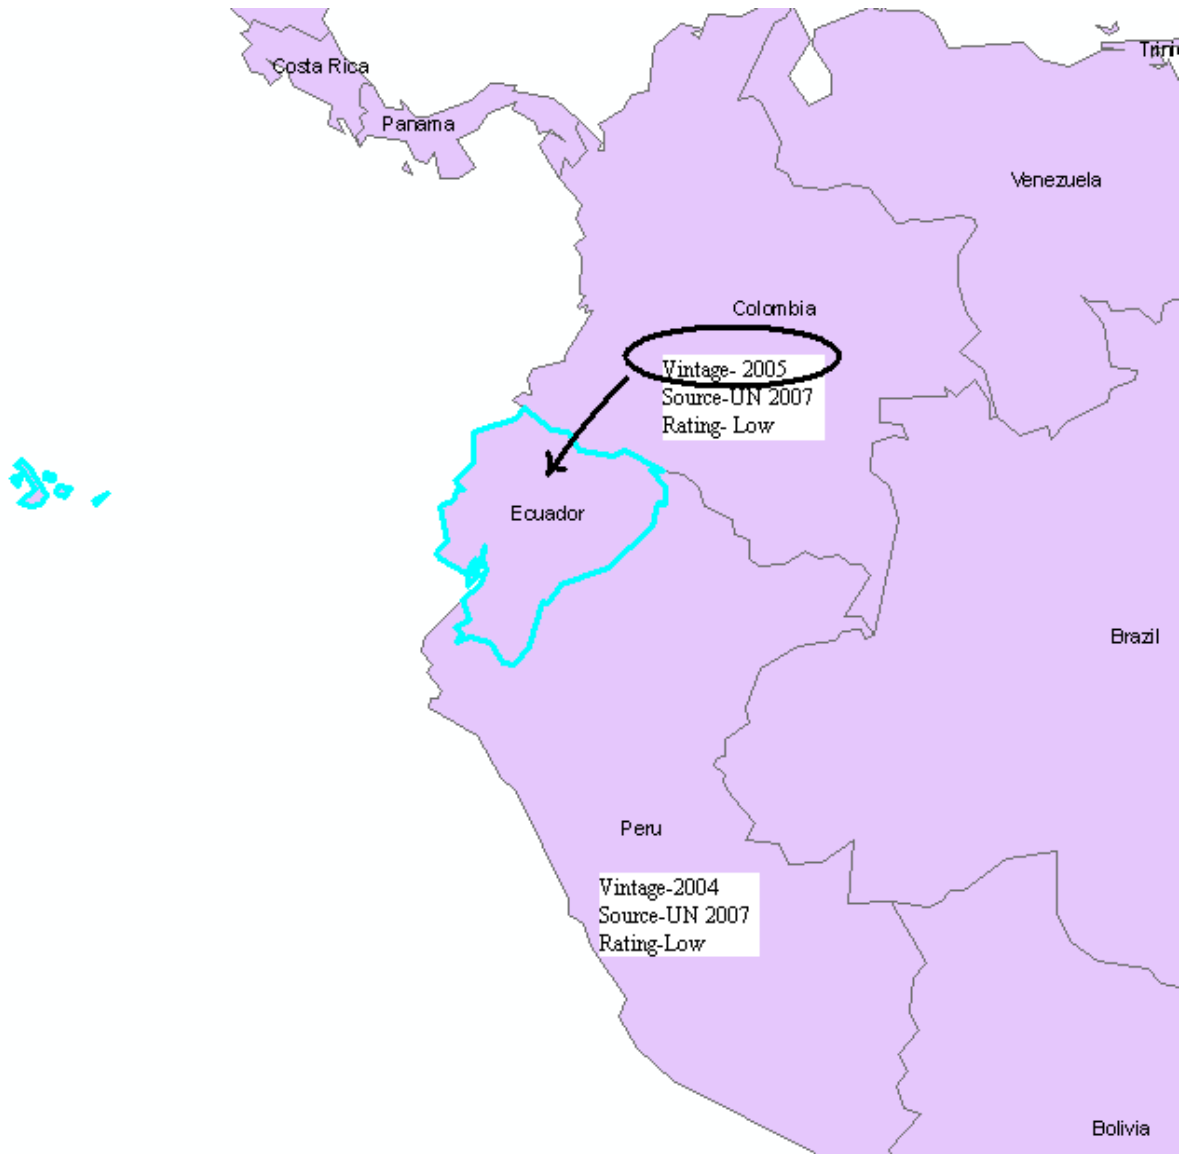 Costa Rica
Panama
Venezuela
Colombia
Vintage- 2005
Source-UN 2007
Rating- Low
Ecuador
Brazil
Peru
Vintage-2004
Source-UN 2007
Rating-Low
Bolivia